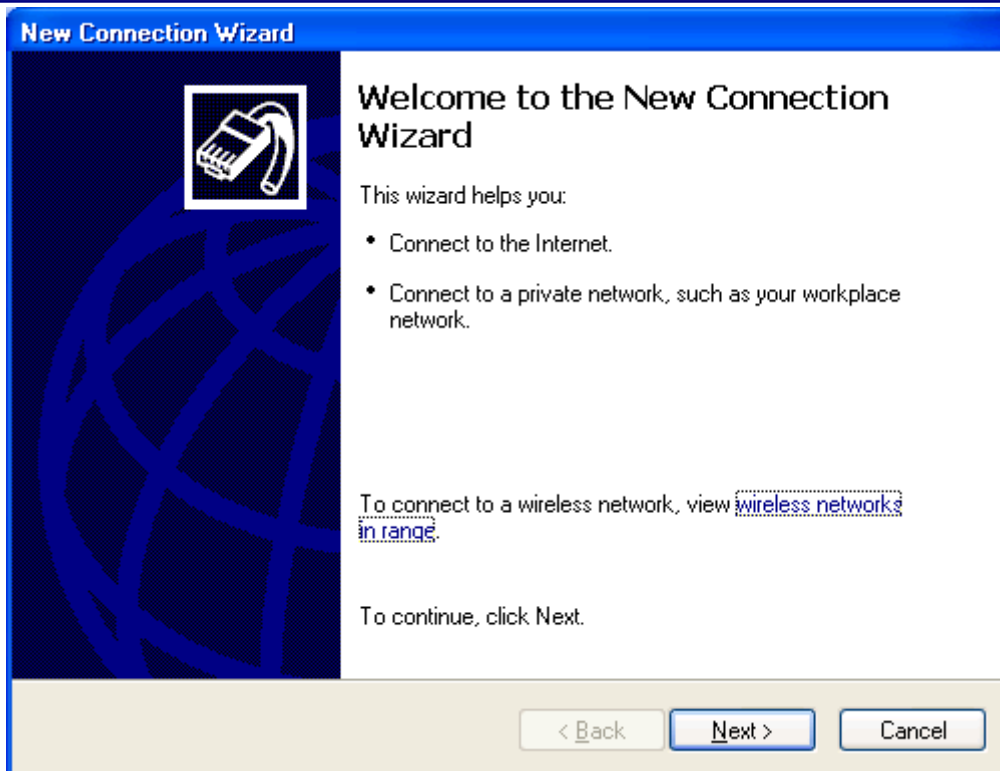 New Connection Wizard
Welcome to the New Connection
Wizard
This wizard helps you:
• Connect to the Internet.
• Connect to a private network, such as your workplace
network.
To connect to a wireless network, view wireless networks
in range.
To continue, click Next.
< Back Next > Cancel